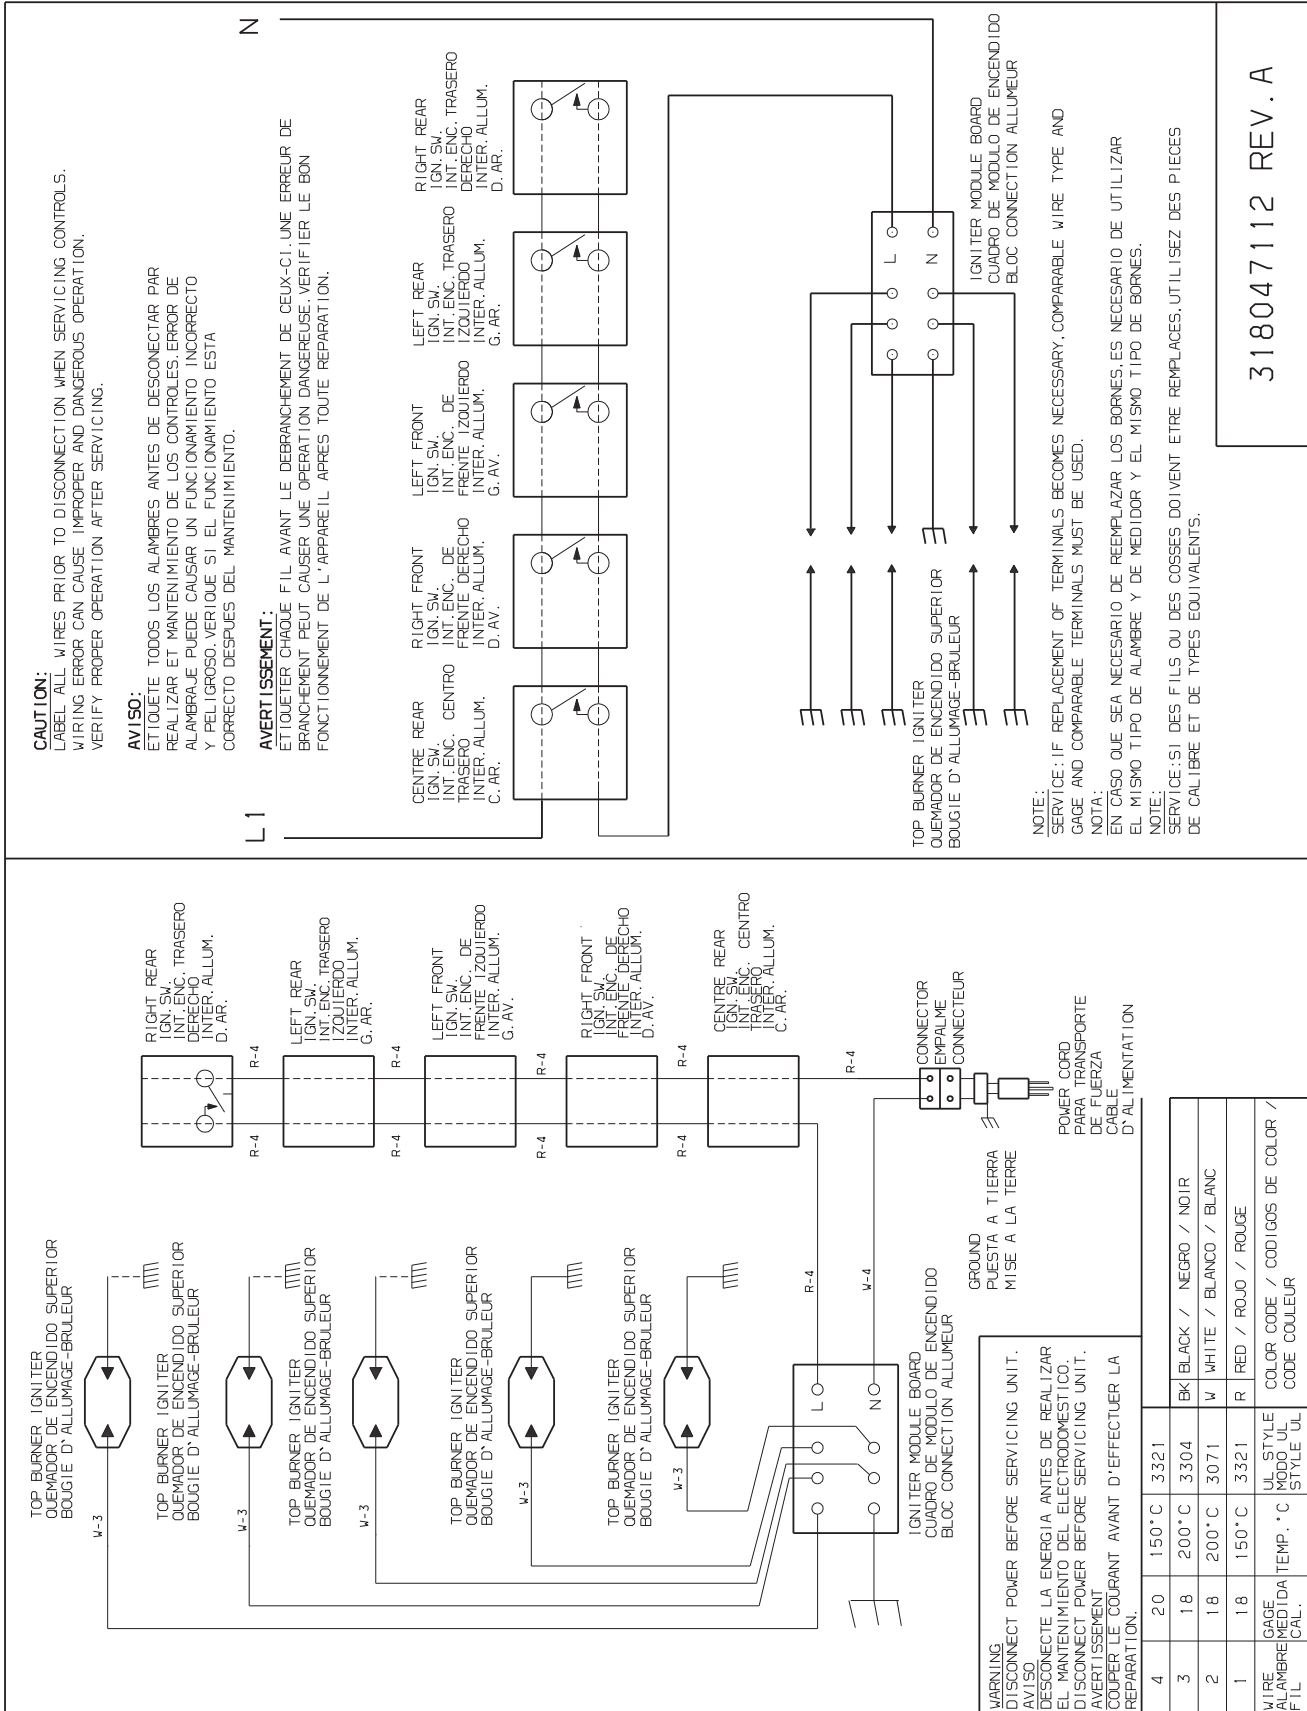 CAUTION:
LABEL ALL WIRES PRIOR TO DISCONNECTION WHEN SERVICING CONTROLS.
WIRING ERROR CAN CAUSE IMPROPER AND DANGEROUS OPERATION.
VERIFY PROPER OPERATION AFTER SERVICING.
AVISO:
ETIQUETE TODOS LOS ALAMBRES ANTES DE DESCONECTAR PAR
REALIZAR ET MANTENIMIENTO DE LOS CONTROLES.ERROR DE
ALAMBRAJE PUEDE CAUSAR UN FUNCIONAMIENTO INCORRECTO
Y PELIGROSO.VERIQUE SI EL FUNCIONAMIENTO ESTA
CORRECTO DESPUES DEL MANTENIMIENTO.
AVERTISSEMENT:
ETIQUETER CHAQUE FIL AVANT LE DEBRANCHEMENT DE CEUX-CI.UNE ERREUR DE
BRANCHEMENT PEUT CAUSER UNE OPERATION DANGEREUSE.VERIFIER LE BON
FONCTIONNEMENT DE L'APPAREIL APRES TOUTE REPARATION.
L1
N
CENTRE REAR
IGN.SW.
INT.ENC. CENTRO
TRASERO
INTER.ALLUM.
C.AR.
RIGHT FRONT
IGN.SW.
INT.ENC. DE
FRENTE DERECHO
INTER.ALLUM.
D.AV.
LEFT FRONT
IGN.SW.
INT.ENC. DE
FRENTE IZQUIERDO
INTER.ALLUM.
G.AV.
LEFT REAR
IGN.SW.
INT.ENC.TRASERO
IZQUIERDO
INTER.ALLUM.
G.AR.
RIGHT REAR
IGN.SW.
INT.ENC.TRASERO
DERECHO
INTER.ALLUM.
D.AR.
L
N
IGNITER MODULE BOARD
CUADRO DE MODULO DE ENCENDIDO
BLOC CONNECTION ALLUMEUR
TOP BURNER IGNITER
QUEMADOR DE ENCENDIDO SUPERIOR
BOUGIE D'ALLUMAGE-BRULEUR
NOTE:
SERVICE:IF REPLACEMENT OF TERMINALS BECOMES NECESSARY,COMPARABLE WIRE TYPE AND
GAGE AND COMPARABLE TERMINALS MUST BE USED.
NOTA:
EN CASO QUE SEA NECESARIO DE REEMPLAZAR LOS BORNES,ES NECESARIO DE UTILIZAR
EL MISMO TIPO DE ALAMBRE Y DE MEDIDOR Y EL MISMO TIPO DE BORNES.
NOTE:
SERVICE:SI DES FILS OU DES COSSES DOIVENT ETRE REMPLACES,UTILISEZ DES PIECES
DE CALIBRE ET DE TYPES EQUIVALENTS.
318047112 REV.A
TOP BURNER IGNITER
QUEMADOR DE ENCENDIDO SUPERIOR
BOUGIE D'ALLUMAGE-BRULEUR
W-3
TOP BURNER IGNITER
QUEMADOR DE ENCENDIDO SUPERIOR
BOUGIE D'ALLUMAGE-BRULEUR
W-3
TOP BURNER IGNITER
QUEMADOR DE ENCENDIDO SUPERIOR
BOUGIE D'ALLUMAGE-BRULEUR
W-3
TOP BURNER IGNITER
QUEMADOR DE ENCENDIDO SUPERIOR
BOUGIE D'ALLUMAGE-BRULEUR
W-3
TOP BURNER IGNITER
QUEMADOR DE ENCENDIDO SUPERIOR
BOUGIE D'ALLUMAGE-BRULEUR
W-3
RIGHT REAR
IGN.SW.
INT.ENC.TRASERO
DERECHO
INTER.ALLUM.
D.AR.
R-4
R-4
LEFT REAR
IGN.SW.
INT.ENC.TRASERO
IZQUIERDO
INTER.ALLUM.
G.AR.
R-4
R-4
LEFT FRONT
IGN.SW.
INT.ENC. DE
FRENTE IZQUIERDO
INTER.ALLUM.
G.AV.
R-4
R-4
RIGHT FRONT
IGN.SW.
INT.ENC. DE
FRENTE DERECHO
INTER.ALLUM.
D.AV.
R-4
R-4
CENTRE REAR
IGN.SW.
INT.ENC. CENTRO
TRASERO
INTER.ALLUM.
C.AR.
R-4
R-4
W-4
L
N
IGNITER MODULE BOARD
CUADRO DE MODULO DE ENCENDIDO
BLOC CONNECTION ALLUMEUR
CONNECTOR
EMPALME
CONNECTEUR
GROUND
PUESTA A TIERRA
MISE A LA TERRE
POWER CORD
PARA TRANSPORTE
DE FUERZA
CABLE
D'ALIMENTATION
WARNING
DISCONNECT POWER BEFORE SERVICING UNIT.
AVISO
DESCONECTE LA ENERGIA ANTES DE REALIZAR
EL MANTENIMIENTO DEL ELECTRODOMESTICO.
DISCONNECT POWER BEFORE SERVICING UNIT.
AVERTISSEMENT
COUPER LE COURANT AVANT D'EFFECTUER LA
REPARATION.
4 20 150°C 3321
3 18 200°C 3304 BK BLACK / NEGRO / NOIR
2 18 200°C 3071 W WHITE / BLANCO / BLANC
1 18 150°C 3321 R RED / ROJO / ROUGE
WIRE
ALAMBRE
FIL
GAGE
MEDIDA
CAL.
TEMP.°C
UL STYLE
MODO UL
STYLE UL
COLOR CODE / CODIGOS DE COLOR /
CODE COULEUR